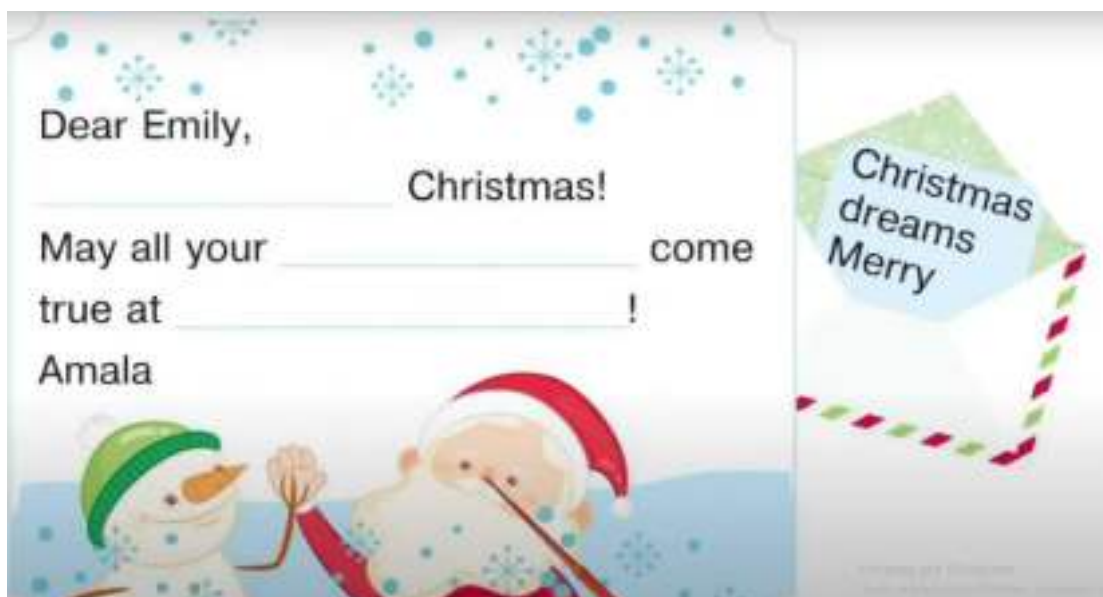 Dear Emily,
Christmas!
May all your come
true at !
Amala
Christmas
dreams
Merry